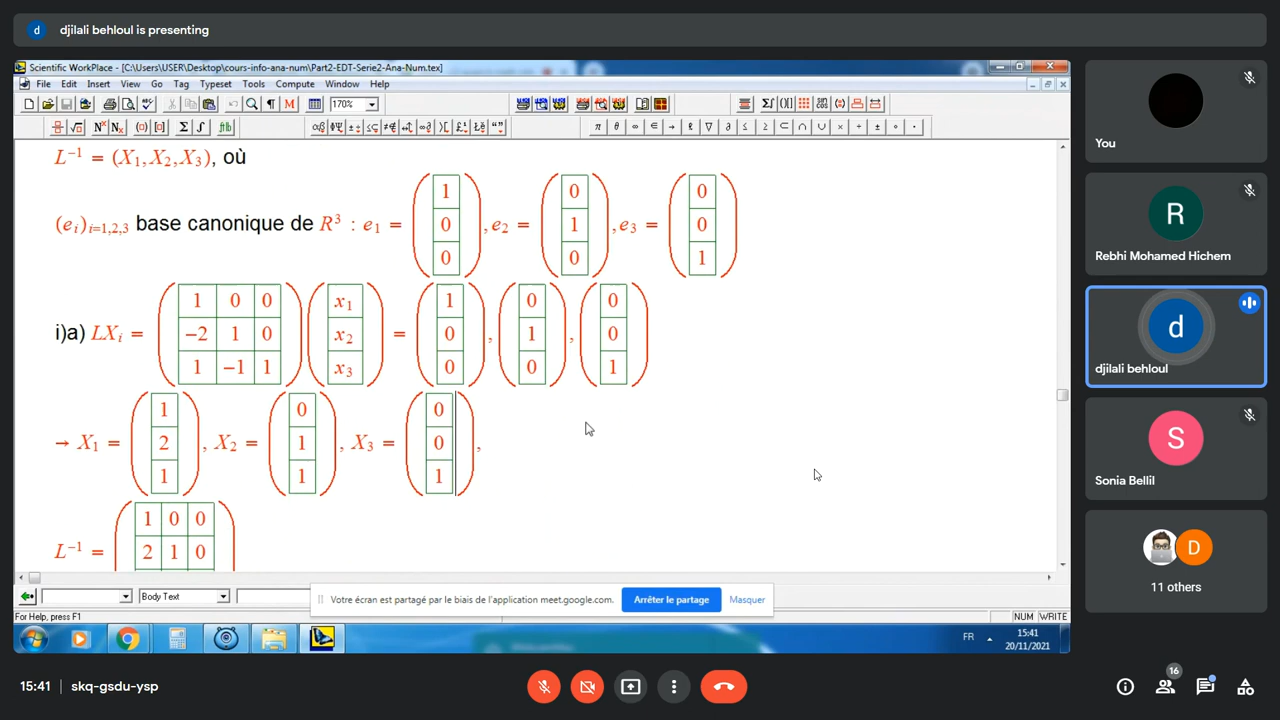 d djilali behloul is presenting
Scientific WorkPlace - [C:\Users\USER\Desktop\cours-info-ana-num\Part2-EDT-Serie2-Ana-Num.tex]
File Edit Insert View Go Tag Typeset Tools Compute Window Help
170%
L⁻¹ = (X₁,X₂,X₃), où
(eᵢ)ᵢ₌₁,₂,₃ base canonique de R³ : e₁ = (1 0 0), e₂ = (0 1 0), e₃ = (0 0 1)
i)a) LXᵢ = (1 0 0 −2 1 0 1 −1 1) (x₁ x₂ x₃) = (1 0 0), (0 1 0), (0 0 1)
→ X₁ = (1 2 1), X₂ = (0 1 1), X₃ = (0 0 1),
L⁻¹ = (1 0 0 2 1 0)
Body Text
Votre écran est partagé par le biais de l'application meet.google.com. Arrêter le partage Masquer
For Help, press F1
NUM WRITE
FR 15:41
20/11/2021
You
R
Rebhi Mohamed Hichem
d
djilali behloul
S
Sonia Bellil
D
11 others
15:41 skq-gsdu-ysp
16